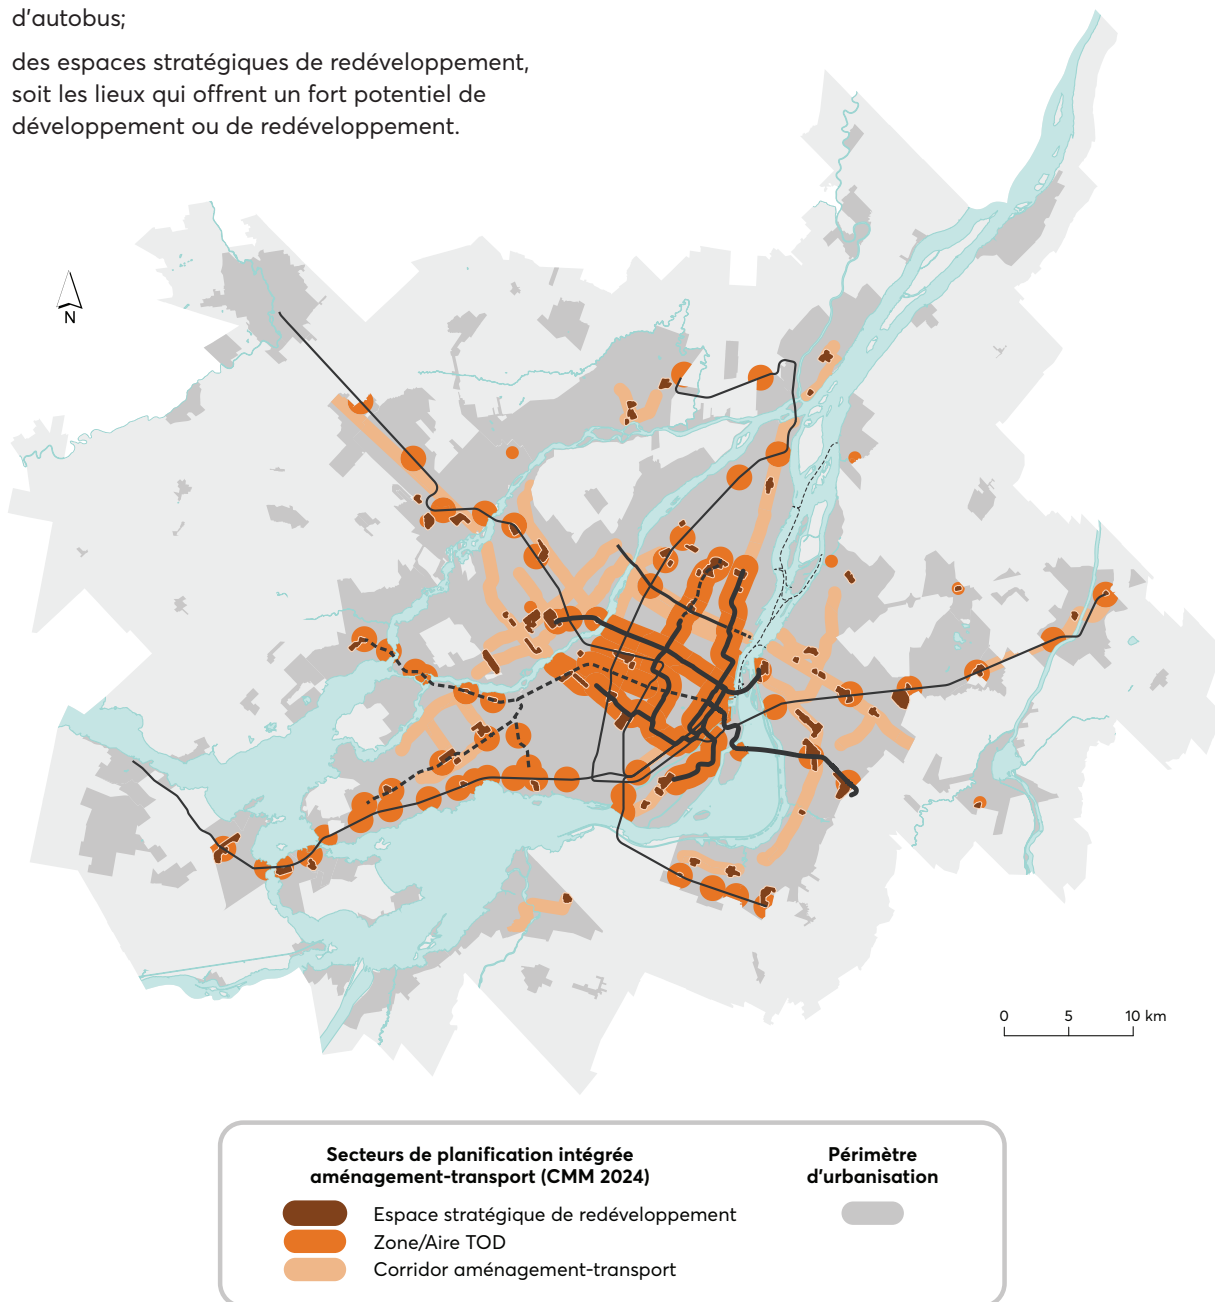 d'autobus;
des espaces stratégiques de redéveloppement,
soit les lieux qui offrent un fort potentiel de
développement ou de redéveloppement.
N
0 5 10 km
Secteurs de planification intégrée
aménagement-transport (CMM 2024)
Espace stratégique de redéveloppement
Zone/Aire TOD
Corridor aménagement-transport
Périmètre
d'urbanisation